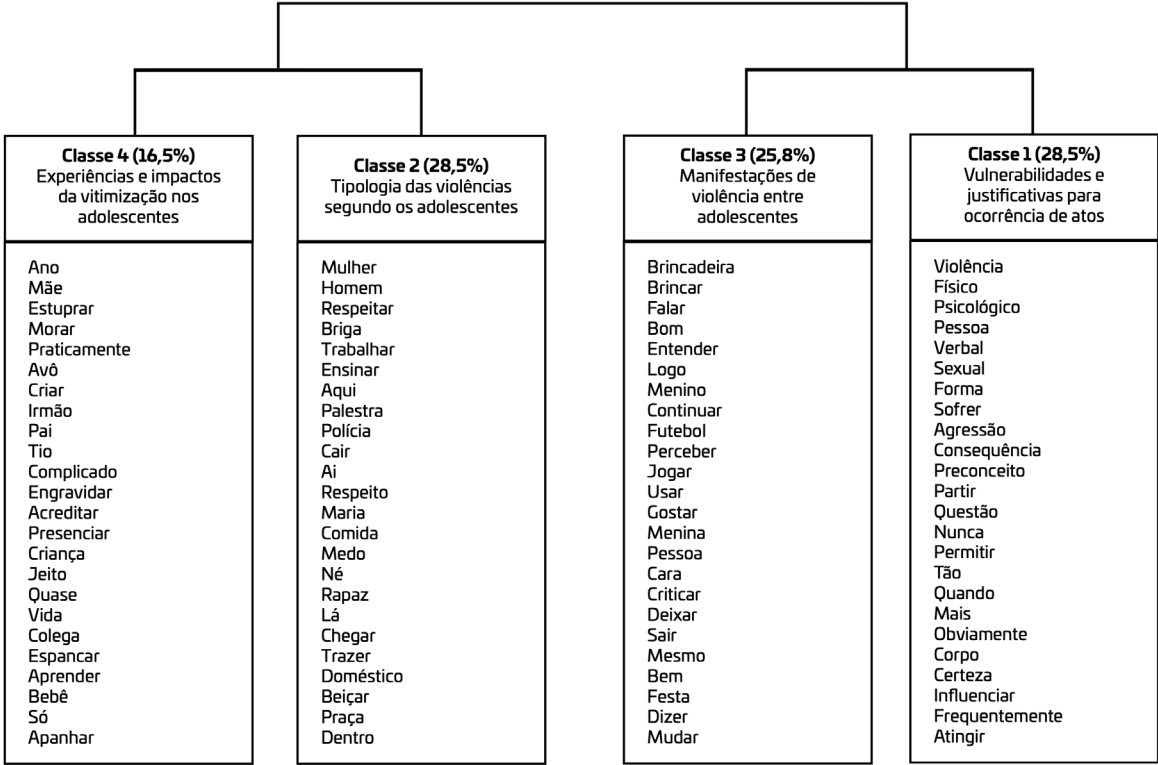 Classe 4 (16,5%)
Experiências e impactos
da vitimização nos
adolescentes
Ano
Mãe
Estuprar
Morar
Praticamente
Avô
Criar
Irmão
Pai
Tio
Complicado
Engravidar
Acreditar
Presenciar
Criança
Jeito
Quase
Vida
Colega
Espancar
Aprender
Bebê
Só
Apanhar
Classe 2 (28,5%)
Tipologia das violências
segundo os adolescentes
Mulher
Homem
Respeitar
Briga
Trabalhar
Ensinar
Aqui
Palestra
Polícia
Cair
Ai
Respeito
Maria
Comida
Medo
Né
Rapaz
Lá
Chegar
Trazer
Doméstico
Beiçar
Praça
Dentro
Classe 3 (25,8%)
Manifestações de
violência entre
adolescentes
Brincadeira
Brincar
Falar
Bom
Entender
Logo
Menino
Continuar
Futebol
Perceber
Jogar
Usar
Gostar
Menina
Pessoa
Cara
Criticar
Deixar
Sair
Mesmo
Bem
Festa
Dizer
Mudar
Classe 1 (28,5%)
Vulnerabilidades e
justificativas para
ocorrência de atos
Violência
Físico
Psicológico
Pessoa
Verbal
Sexual
Forma
Sofrer
Agressão
Consequência
Preconceito
Partir
Questão
Nunca
Permitir
Tão
Quando
Mais
Obviamente
Corpo
Certeza
Influenciar
Frequentemente
Atingir